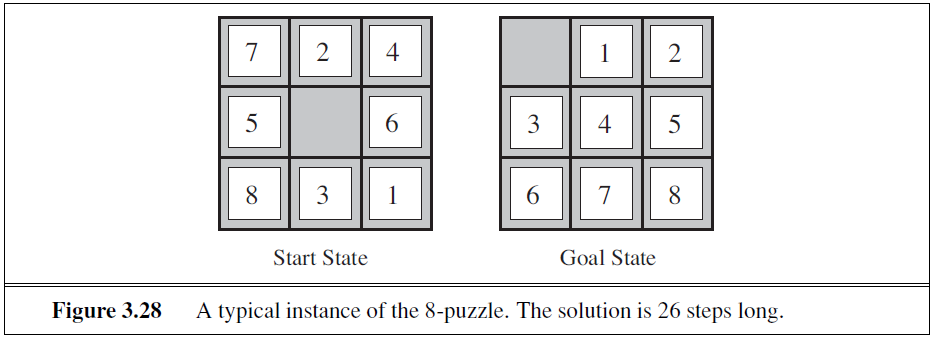 7 2 4
5 6
8 3 1
Start State
1 2
3 4 5
6 7 8
Goal State
Figure 3.28 A typical instance of the 8-puzzle. The solution is 26 steps long.